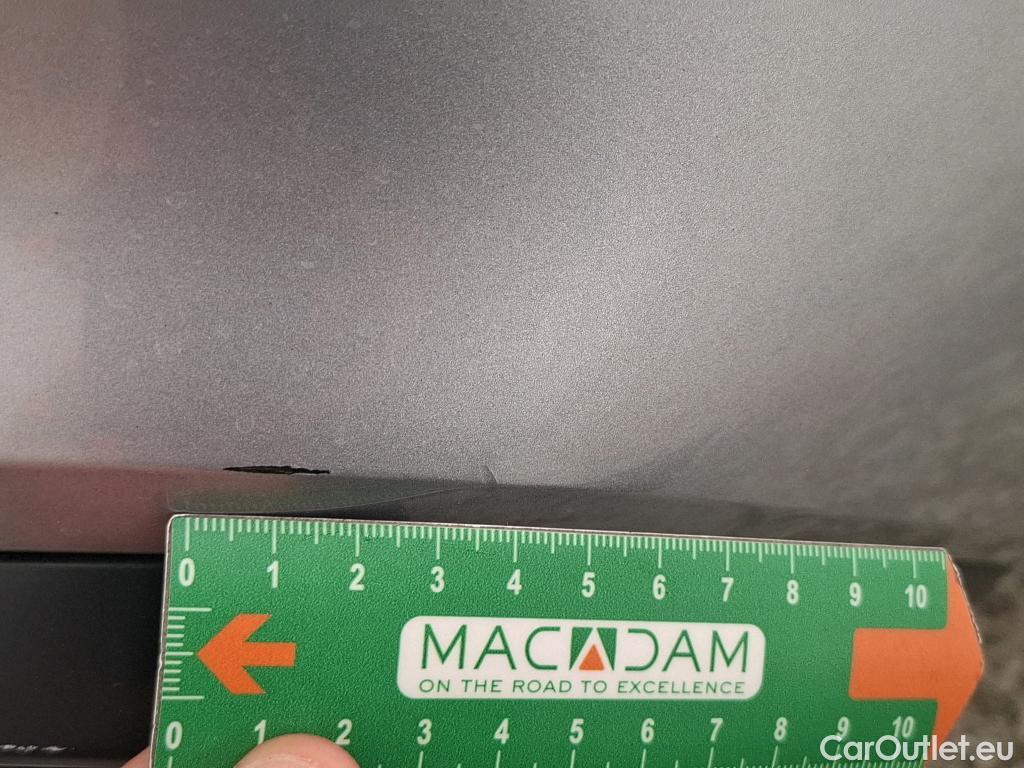 0 1 2 3 4 5 6 7 8 9 10
MACADAM
ON THE ROAD TO EXCELLENCE
0 1 2 3 4 5 6 7 8 9 10
CarOutlet.eu